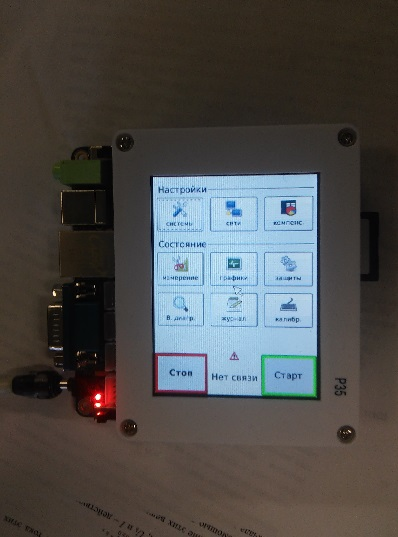 Настройки
системы сети компенс.
Состояние
измерение графики защиты
В. диагр. журнал калибр.
Стоп Нет связи Старт
P35